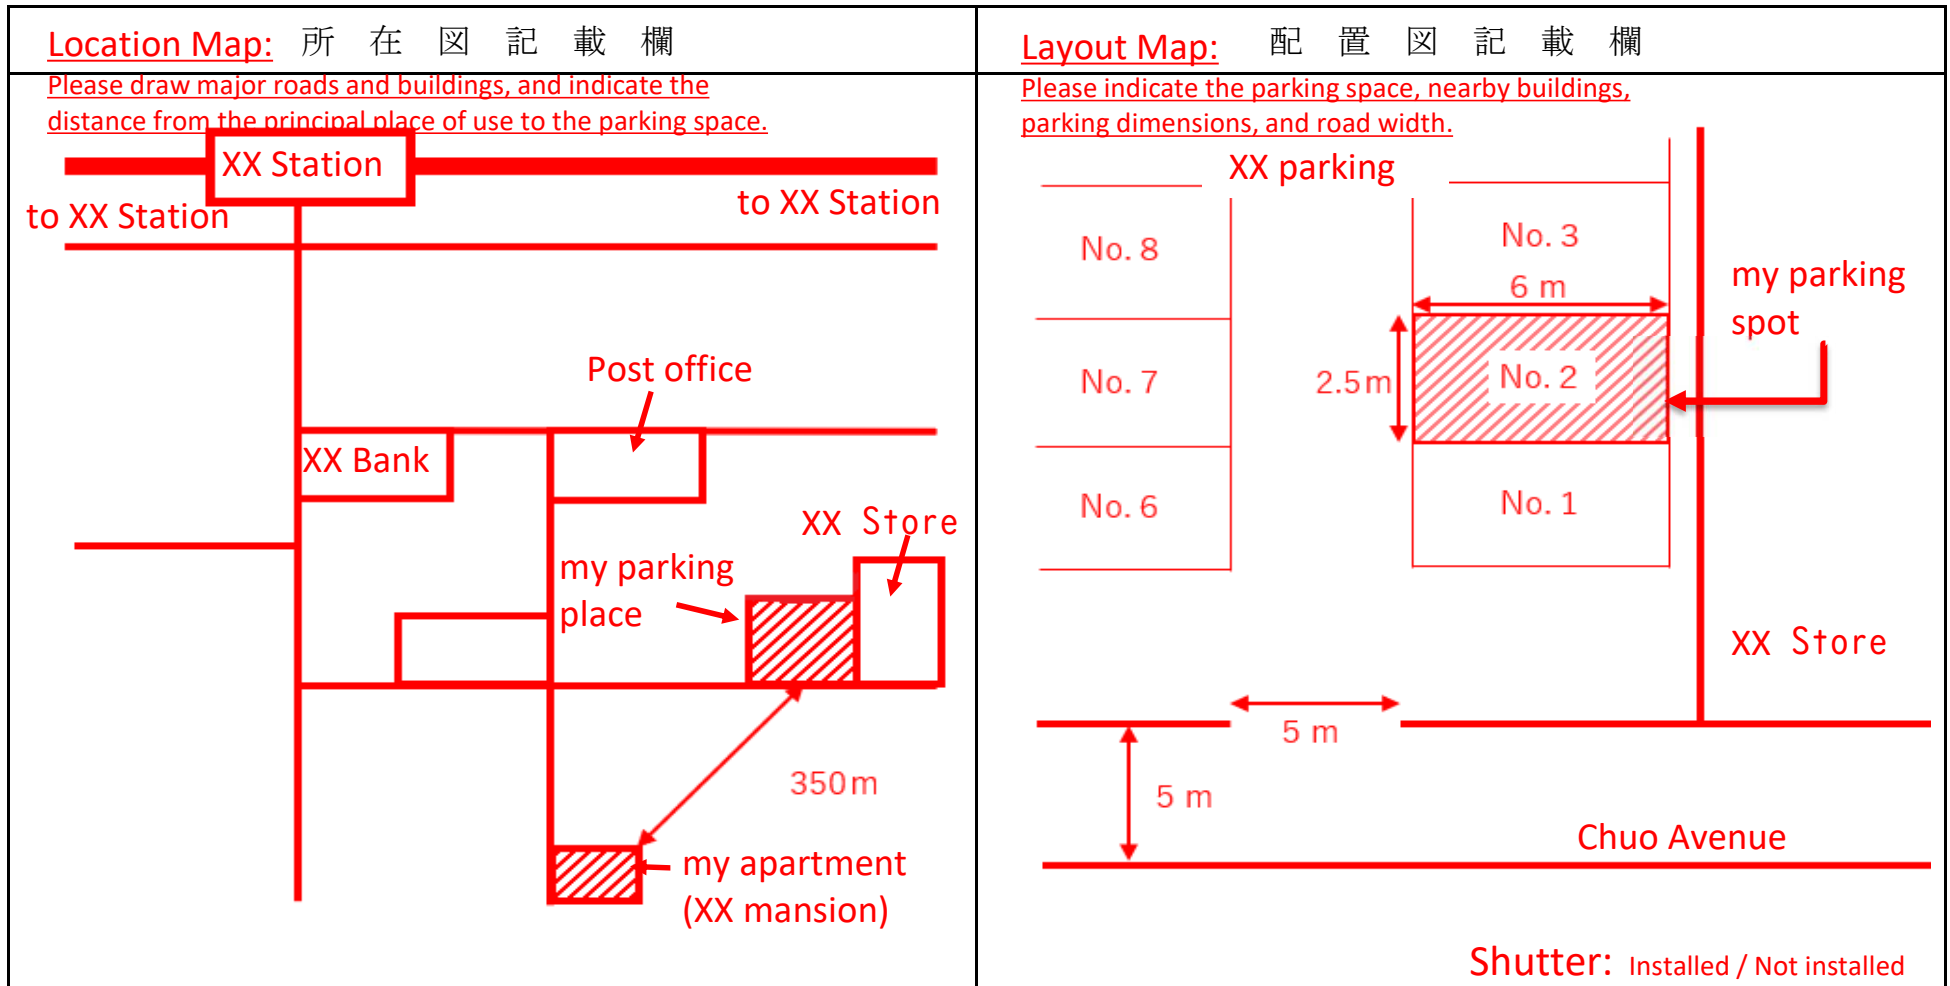 Location Map: 所 在 図 記 載 欄
Please draw major roads and buildings, and indicate the
distance from the principal place of use to the parking space.
XX Station
to XX Station
to XX Station
Post office
XX Bank
XX Store
my parking
place
350m
my apartment
(XX mansion)
Layout Map: 配 置 図 記 載 欄
Please indicate the parking space, nearby buildings,
parking dimensions, and road width.
XX parking
No. 8
No. 3
6 m
my parking
spot
No. 7
2.5m
No. 2
No. 6
No. 1
XX Store
5 m
5 m
Chuo Avenue
Shutter: Installed / Not installed